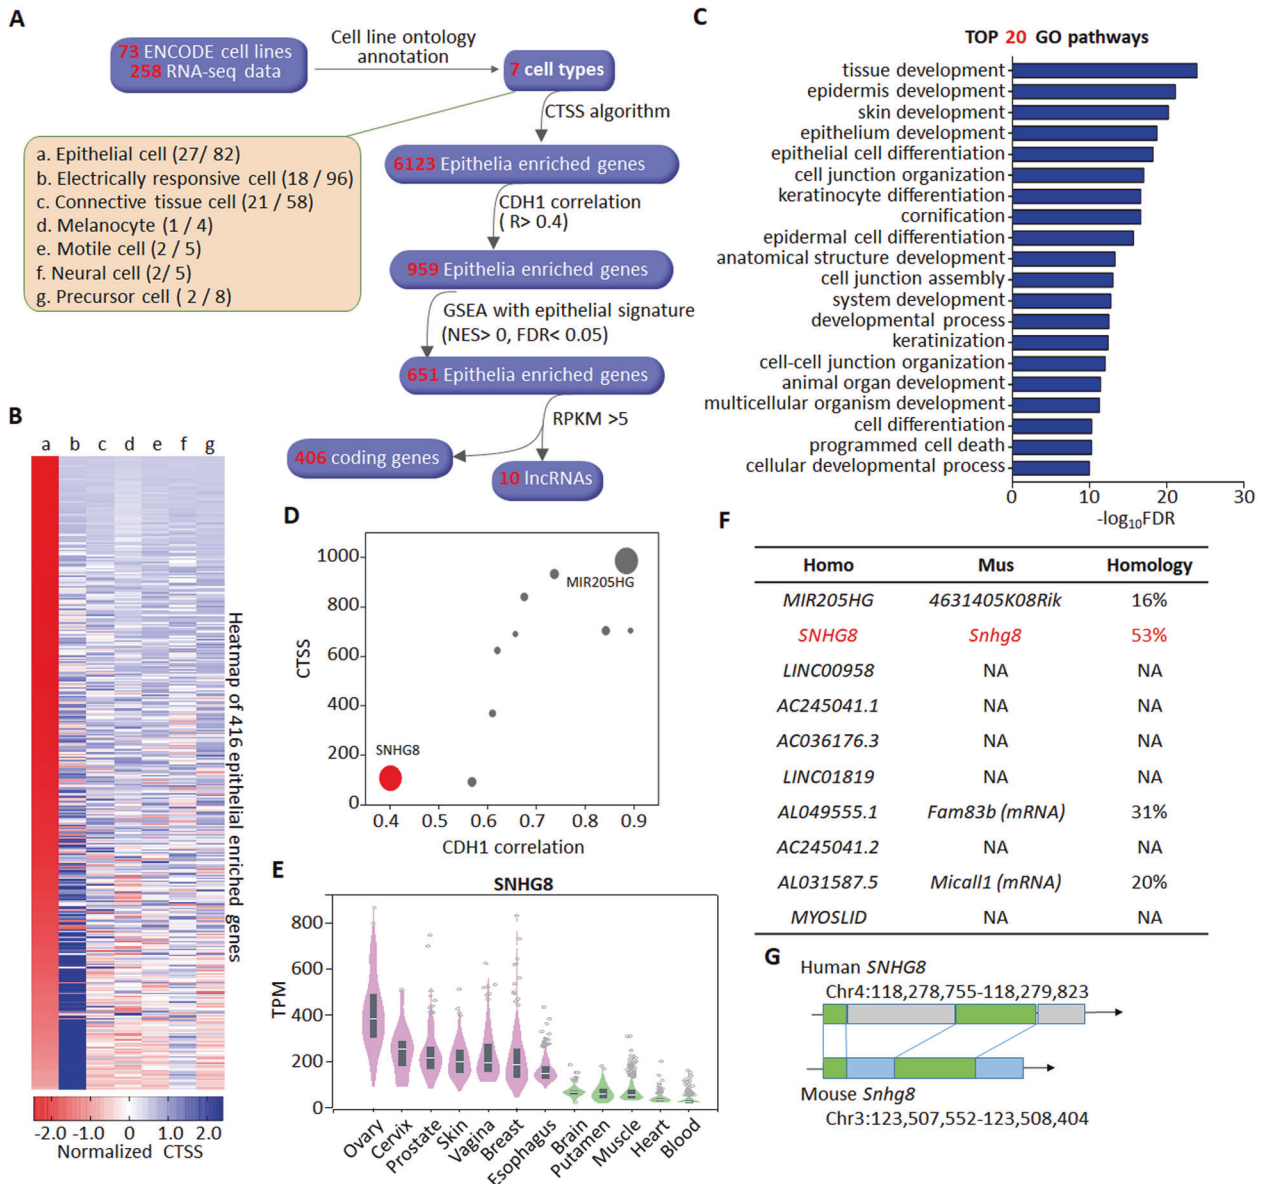 A
73 ENCODE cell lines
258 RNA-seq data
Cell line ontology
annotation
7 cell types
CTSS algorithm
a. Epithelial cell (27/ 82)
b. Electrically responsive cell (18 / 96)
c. Connective tissue cell (21 / 58)
d. Melanocyte (1 / 4)
e. Motile cell (2 / 5)
f. Neural cell (2/ 5)
g. Precursor cell ( 2 / 8)
6123 Epithelia enriched genes
CDH1 correlation
( R> 0.4)
959 Epithelia enriched genes
GSEA with epithelial signature
(NES> 0, FDR< 0.05)
651 Epithelia enriched genes
RPKM >5
406 coding genes
10 lncRNAs
B
a b c d e f g
Heatmap of 416 epithelial enriched genes
-2.0 -1.0 0 1.0 2.0
Normalized CTSS
C
TOP 20 GO pathways
tissue development
epidermis development
skin development
epithelium development
epithelial cell differentiation
cell junction organization
keratinocyte differentiation
cornification
epidermal cell differentiation
anatomical structure development
cell junction assembly
system development
developmental process
keratinization
cell-cell junction organization
animal organ development
multicellular organism development
cell differentiation
programmed cell death
cellular developmental process
0 10 20 30
-log10FDR
D
CTSS
1000
800
600
400
200
0
MIR205HG
SNHG8
0.4 0.5 0.6 0.7 0.8 0.9
CDH1 correlation
E
SNHG8
TPM
800
600
400
200
0
Ovary
Cervix
Prostate
Skin
Vagina
Breast
Esophagus
Brain
Putamen
Muscle
Heart
Blood
F
Homo Mus Homology
MIR205HG 4631405K08Rik 16%
SNHG8 Snhg8 53%
LINC00958 NA NA
AC245041.1 NA NA
AC036176.3 NA NA
LINC01819 NA NA
AL049555.1 Fam83b (mRNA) 31%
AC245041.2 NA NA
AL031587.5 Micall1 (mRNA) 20%
MYOSLID NA NA
G
Human SNHG8
Chr4:118,278,755-118,279,823
Mouse Snhg8
Chr3:123,507,552-123,508,404